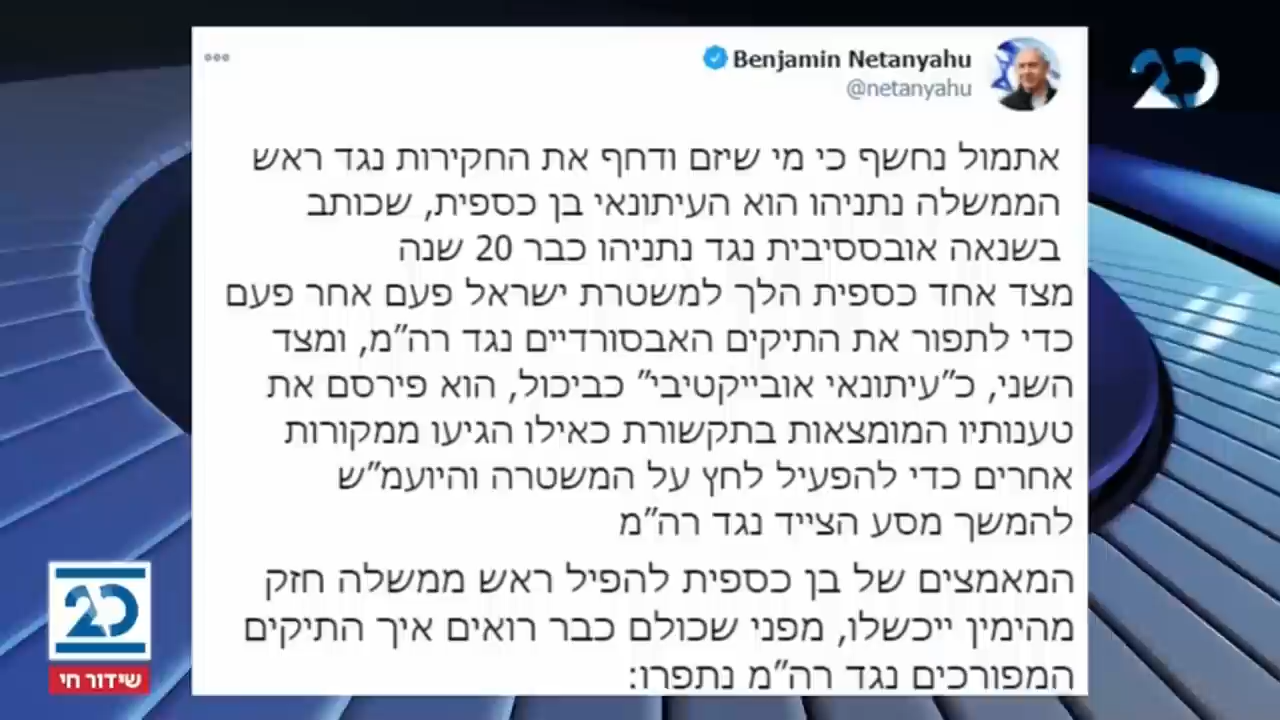 Benjamin Netanyahu
@netanyahu
20
אתמול נחשף כי מי שיזם ודחף את החקירות נגד ראש
הממשלה נתניהו הוא העיתונאי בן כספית, שכותב
בשנאה אובססיבית נגד נתניהו כבר 20 שנה
מצד אחד כספית הלך למשטרת ישראל פעם אחר פעם
כדי לתפור את התיקים האבסורדיים נגד רה"מ, ומצד
השני, כ"עיתונאי אובייקטיבי" כביכול, הוא פירסם את
טענותיו המומצאות בתקשורת כאילו הגיעו ממקורות
אחרים כדי להפעיל לחץ על המשטרה והיועמ"ש
להמשך מסע הצייד נגד רה"מ
המאמצים של בן כספית להפיל ראש ממשלה חזק
מהימין ייכשלו, מפני שכולם כבר רואים איך התיקים
המפורכים נגד רה"מ נתפרו:
20
שידור חי